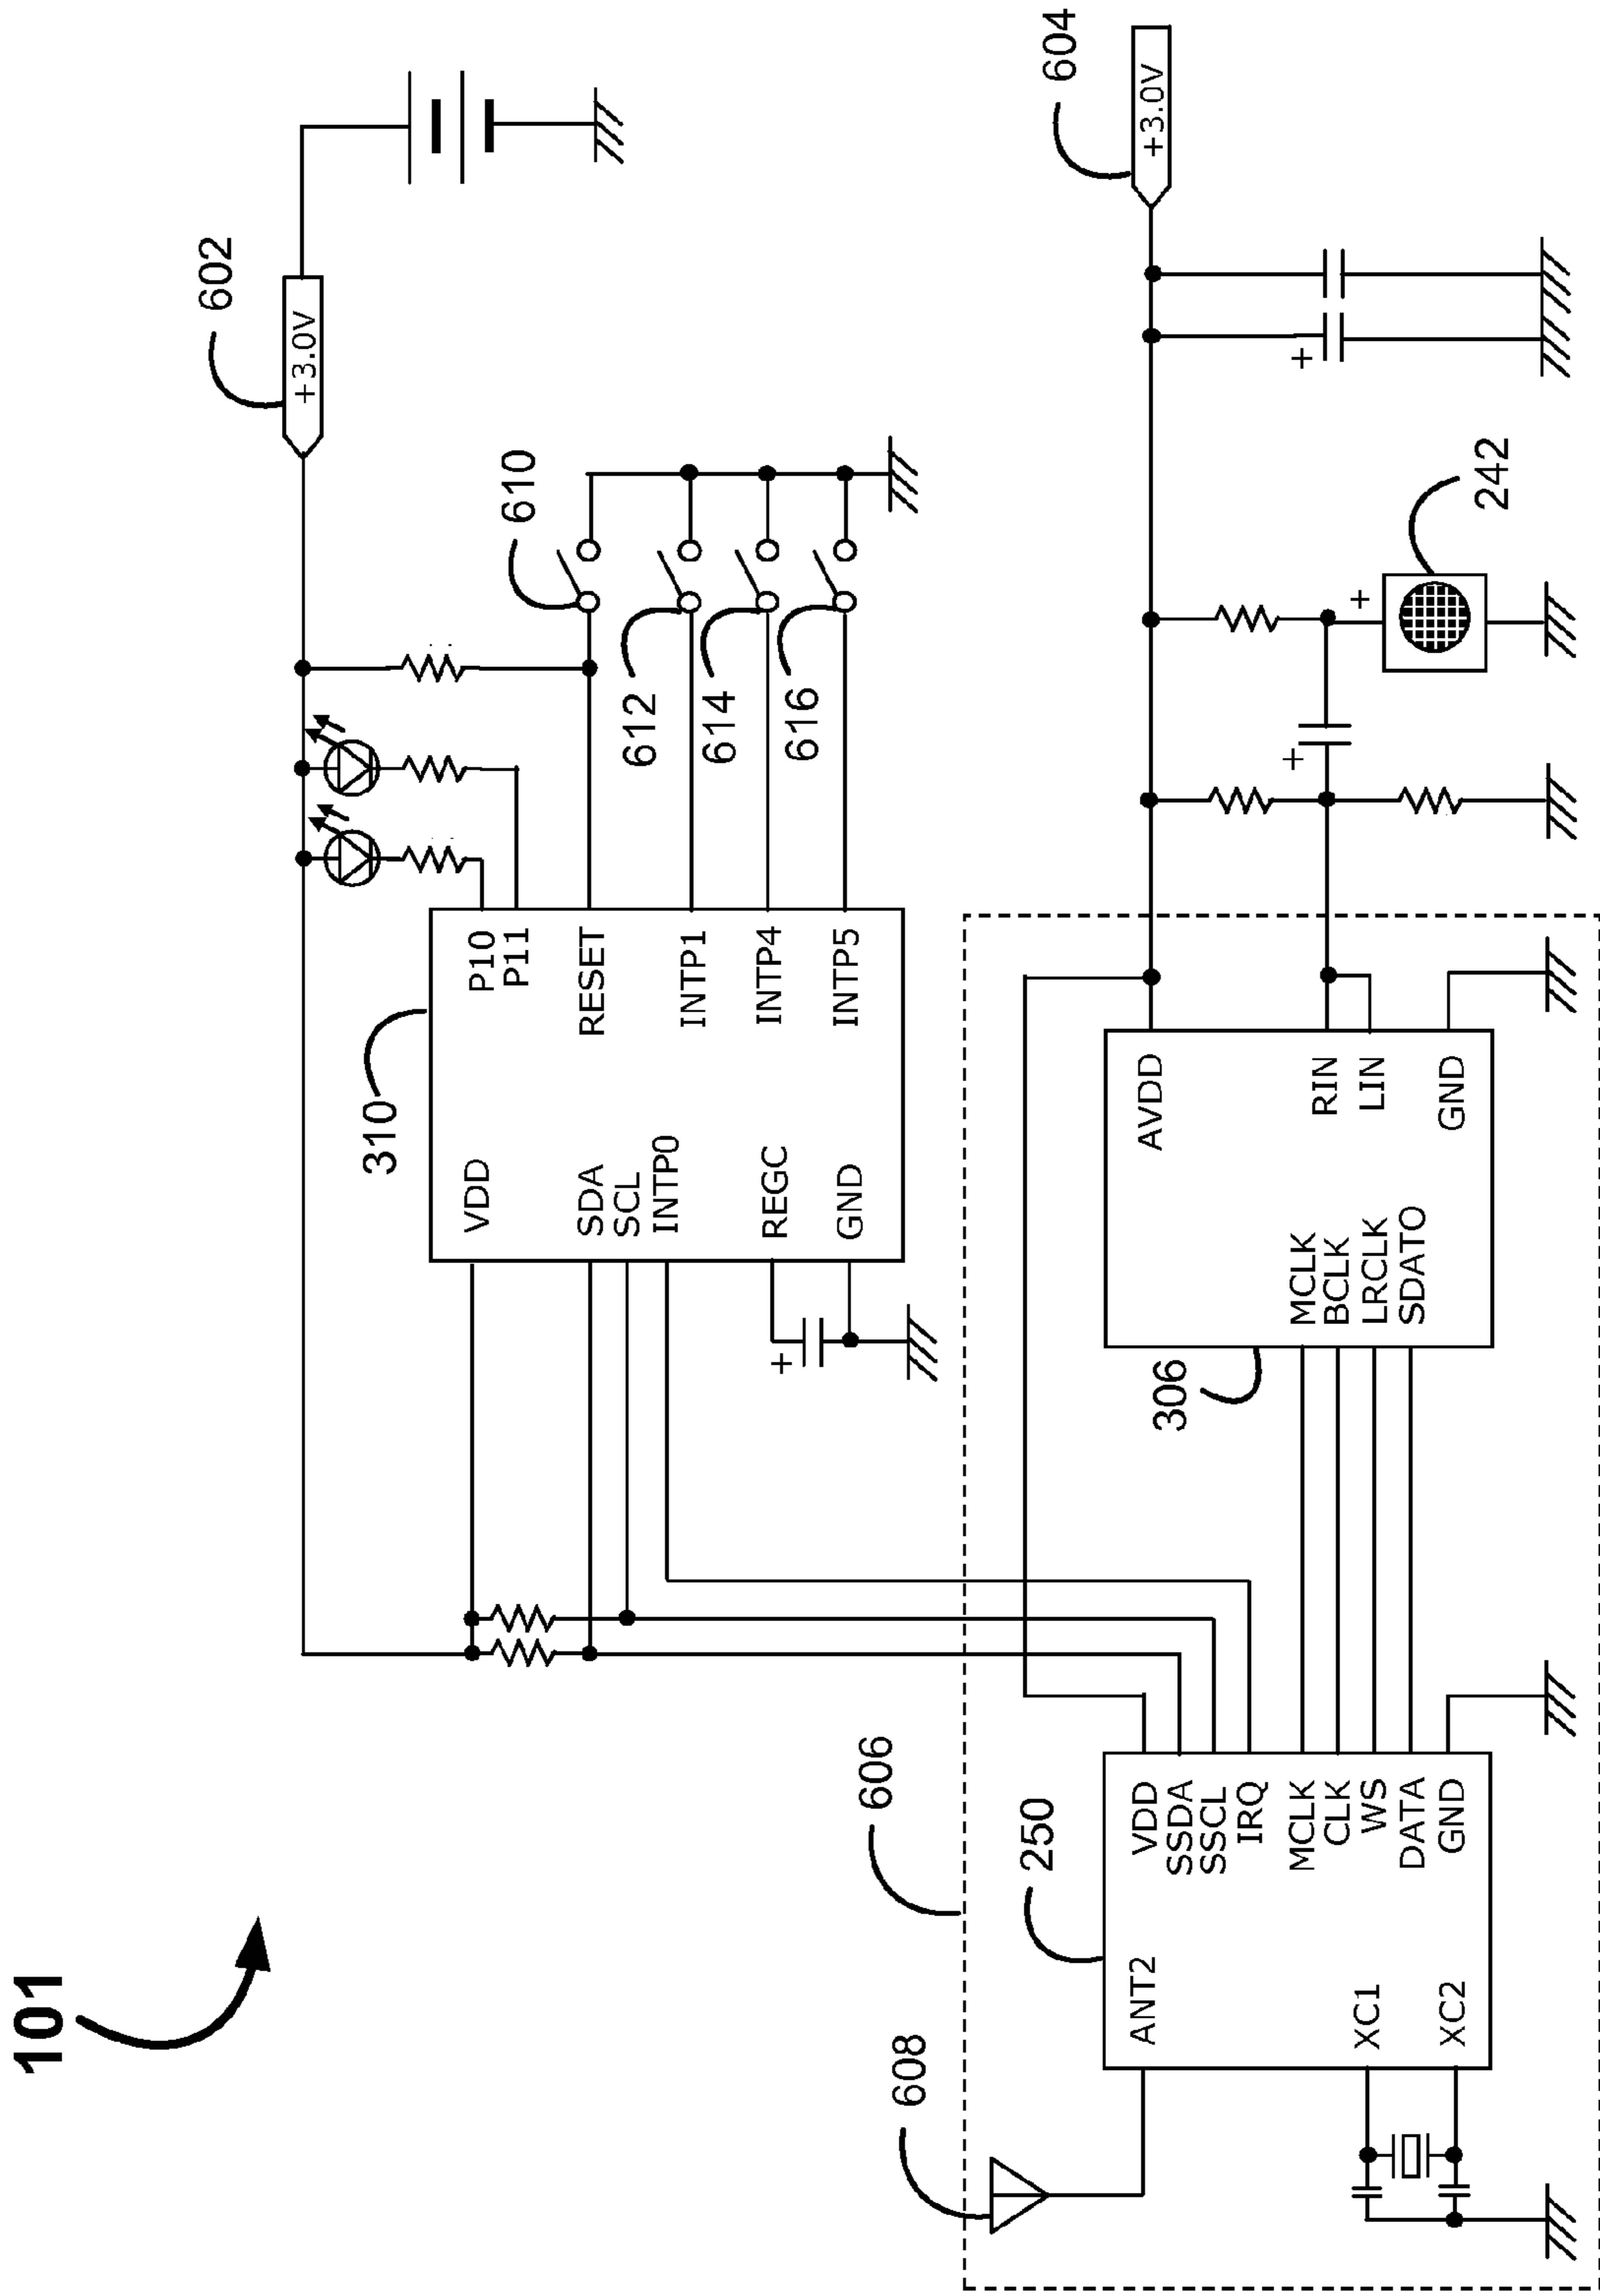 101
602
+3.0V
310
VDD
SDA
SCL
INTP0
REGC
GND
P10
P11
RESET
INTP1
INTP4
INTP5
610
612
614
616
+
604
+3.0V
606
608
250
ANT2
XC1
XC2
VDD
SSDA
SSCL
IRQ
MCLK
CLK
WS
DATA
GND
306
MCLK
BCLK
LRCLK
SDATO
AVDD
RIN
LIN
GND
+
+
242
+